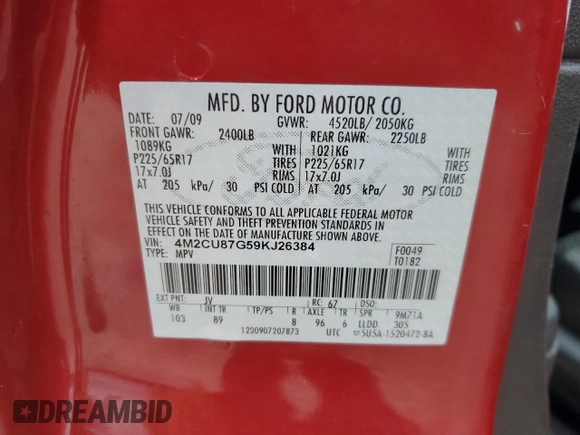 MFD. BY FORD MOTOR CO.
DATE: 07/09 GVWR: 4520LB/ 2050KG
FRONT GAWR: 2400LB REAR GAWR: 2250LB
1089KG WITH 1021KG WITH
P225/65R17 TIRES P225/65R17 TIRES
17x7.0J RIMS 17x7.0J RIMS
AT 205 kPa/ 30 PSI COLD AT 205 kPa/ 30 PSI COLD
THIS VEHICLE CONFORMS TO ALL APPLICABLE FEDERAL MOTOR
VEHICLE SAFETY AND THEFT PREVENTION STANDARDS IN EFFECT
ON THE DATE OF MANUFACTURE SHOWN ABOVE.
VIN: 4M2CU87G59KJ26384 F0049
TYPE: MPV T0182
EXT PNT: JV RC: 67 DSO:
WB INT TR TP/PS R AXLE TR SPR 9M71A
103 89 8 96 6 LLDD 305
1230907207873 UTC ▽5U5A-1520472-BA
DREAMBID